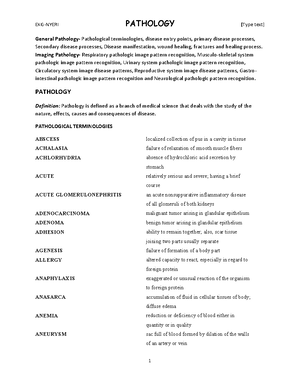 EKG-NYERI PATHOLOGY [Type text]
General Pathology- Pathological terminologies, disease entry points, primary disease processes,
Secondary disease processes, Disease manifestation, wound healing, fractures and healing process.
Imaging Pathology- Respiratory pathologic image pattern recognition, Musculo-skeletal system
pathologic image pattern recognition, Urinary system pathologic image pattern recognition,
Circulatory system image disease patterns, Reproductive system image disease patterns, Gastro-
intestinal pathologic image pattern recognition and Neurological pathologic pattern recognition.
PATHOLOGY
Definition: Pathology is defined as a branch of medical science that deals with the study of the
nature, effects, causes and consequences of disease.
PATHOLOGICAL TERMINOLOGIES
ABSCESS localized collection of pus in a cavity in tissue
ACHALASIA failure of relaxation of smooth muscle fibers
ACHLORHYDRIA absence of hydrochloric acid secretion by
stomach
ACUTE relatively serious and severe; having a brief
course
ACUTE GLOMERULONEPHRITIS an acute nonsuppurative inflammatory disease
of all glomeruli of both kidneys
ADENOCARCINOMA malignant tumor arising in glandular epithelium
ADENOMA benign tumor arising in glandular epithelium
ADHESION ability to remain together; also, scar tissue
joining two parts usually separate
AGENESIS failure of formation of a body part
ALLERGY altered capacity to react, especially in regard to
foreign protein
ANAPHYLAXIS exaggerated or unusual reaction of the organism
to foreign protein
ANASARCA accumulation of fluid in cellular tissues of body;
diffuse edema
ANEMIA reduction or deficiency of blood either in
quantity or in quality
ANEURYSM sac full of blood formed by dilation of the walls
of an artery or vein
1